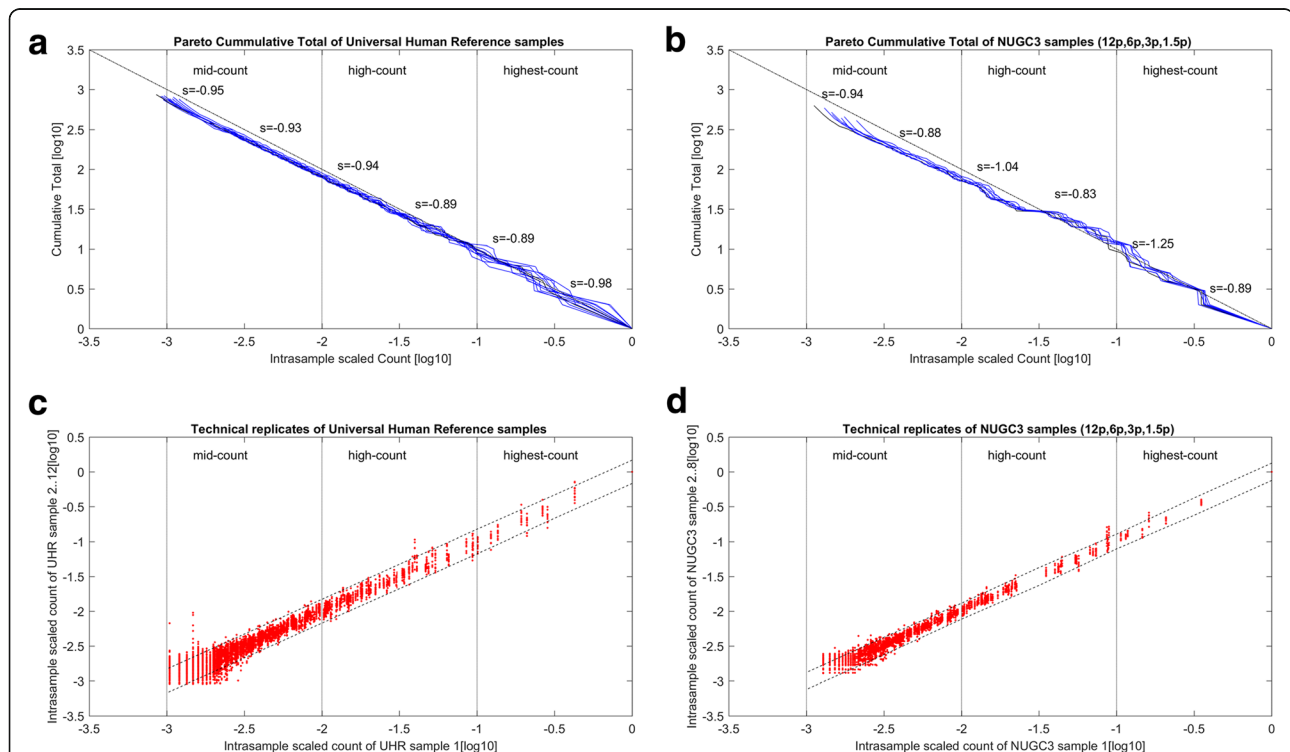 a
Pareto Cummulative Total of Universal Human Reference samples
3.5
3
2.5
2
1.5
1
0.5
0
Cumulative Total [log10]
mid-count
high-count
highest-count
s=-0.95
s=-0.93
s=-0.94
s=-0.89
s=-0.89
s=-0.98
-3.5 -3 -2.5 -2 -1.5 -1 -0.5 0
Intrasample scaled Count [log10]
b
Pareto Cummulative Total of NUGC3 samples (12p,6p,3p,1.5p)
3.5
3
2.5
2
1.5
1
0.5
0
Cumulative Total [log10]
mid-count
high-count
highest-count
s=-0.94
s=-0.88
s=-1.04
s=-0.83
s=-1.25
s=-0.89
-3.5 -3 -2.5 -2 -1.5 -1 -0.5 0
Intrasample scaled Count [log10]
c
Technical replicates of Universal Human Reference samples
0.5
0
-0.5
-1
-1.5
-2
-2.5
-3
-3.5
Intrasample scaled count of UHR sample 2..12[log10]
mid-count
high-count
highest-count
-3.5 -3 -2.5 -2 -1.5 -1 -0.5 0
Intrasample scaled count of UHR sample 1[log10]
d
Technical replicates of NUGC3 samples (12p,6p,3p,1.5p)
0.5
0
-0.5
-1
-1.5
-2
-2.5
-3
-3.5
Intrasample scaled count of NUGC3 sample 2..8[log10]
mid-count
high-count
highest-count
-3.5 -3 -2.5 -2 -1.5 -1 -0.5 0
Intrasample scaled count of NUGC3 sample 1[log10]